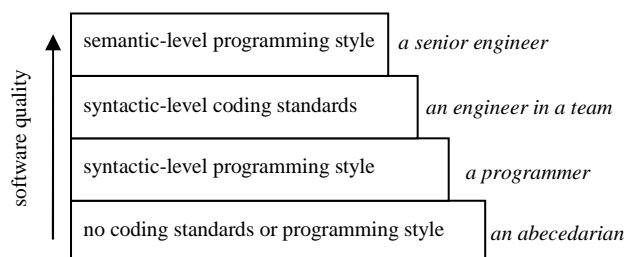 semantic-level programming style a senior engineer
syntactic-level coding standards an engineer in a team
syntactic-level programming style a programmer
no coding standards or programming style an abecedarian
software quality